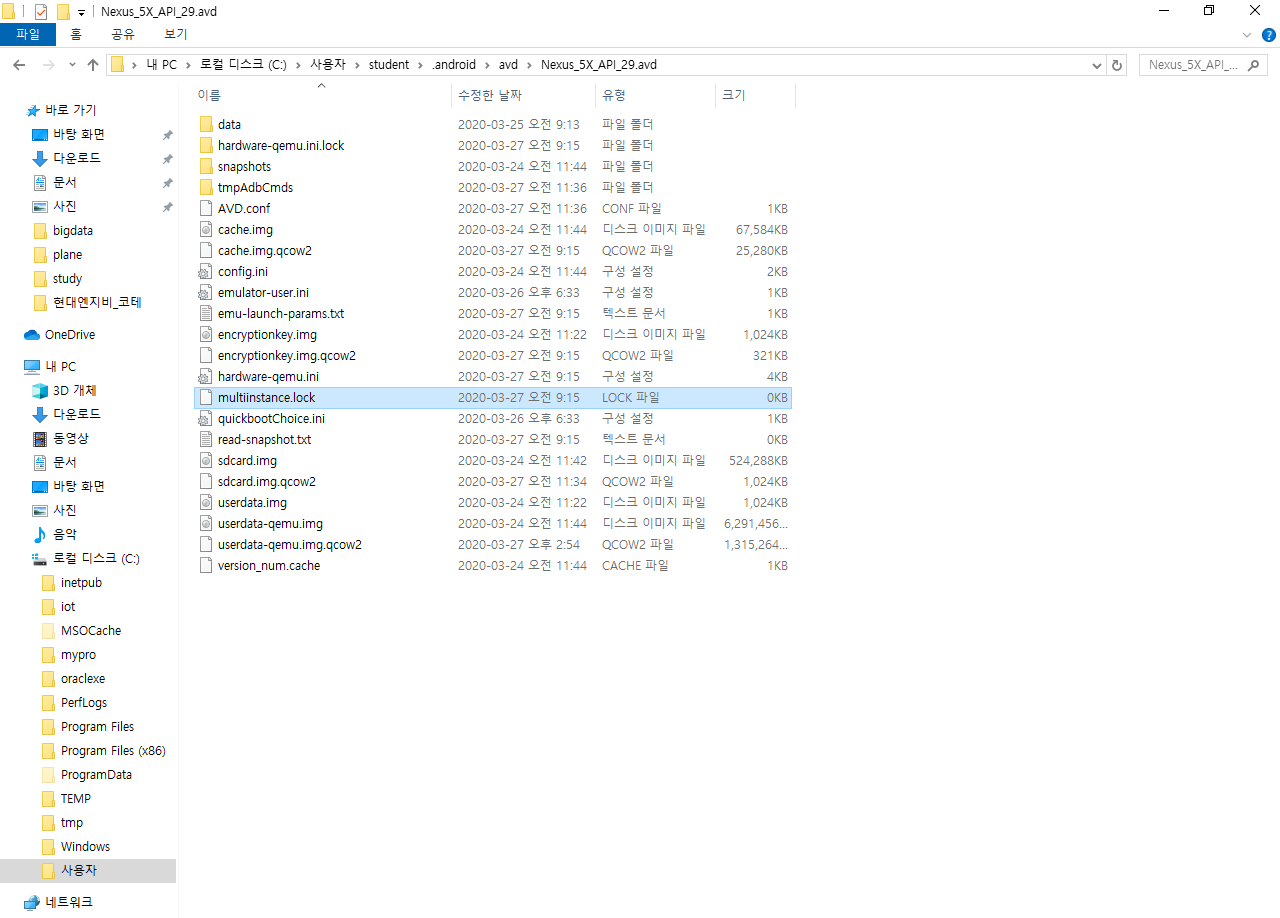 Nexus_5X_API_29.avd
파일 홈 공유 보기
내 PC › 로컬 디스크 (C:) › 사용자 › student › .android › avd › Nexus_5X_API_29.avd
Nexus_5X_API_...
바로 가기
바탕 화면
다운로드
문서
사진
bigdata
plane
study
현대엔지비_코테
OneDrive
내 PC
3D 개체
다운로드
동영상
문서
바탕 화면
사진
음악
로컬 디스크 (C:)
inetpub
iot
MSOCache
mypro
oraclexe
PerfLogs
Program Files
Program Files (x86)
ProgramData
TEMP
tmp
Windows
사용자
네트워크
이름 수정한 날짜 유형 크기
data 2020-03-25 오전 9:13 파일 폴더
hardware-qemu.ini.lock 2020-03-27 오전 9:15 파일 폴더
snapshots 2020-03-24 오전 11:44 파일 폴더
tmpAdbCmds 2020-03-27 오전 11:36 파일 폴더
AVD.conf 2020-03-27 오전 11:36 CONF 파일 1KB
cache.img 2020-03-24 오전 11:44 디스크 이미지 파일 67,584KB
cache.img.qcow2 2020-03-27 오전 9:15 QCOW2 파일 25,280KB
config.ini 2020-03-24 오전 11:44 구성 설정 2KB
emulator-user.ini 2020-03-26 오후 6:33 구성 설정 1KB
emu-launch-params.txt 2020-03-27 오전 9:15 텍스트 문서 1KB
encryptionkey.img 2020-03-24 오전 11:22 디스크 이미지 파일 1,024KB
encryptionkey.img.qcow2 2020-03-27 오전 9:15 QCOW2 파일 321KB
hardware-qemu.ini 2020-03-27 오전 9:15 구성 설정 4KB
multiinstance.lock 2020-03-27 오전 9:15 LOCK 파일 0KB
quickbootChoice.ini 2020-03-26 오후 6:33 구성 설정 1KB
read-snapshot.txt 2020-03-27 오전 9:15 텍스트 문서 0KB
sdcard.img 2020-03-24 오전 11:42 디스크 이미지 파일 524,288KB
sdcard.img.qcow2 2020-03-27 오전 11:34 QCOW2 파일 1,024KB
userdata.img 2020-03-24 오전 11:22 디스크 이미지 파일 1,024KB
userdata-qemu.img 2020-03-24 오전 11:44 디스크 이미지 파일 6,291,456...
userdata-qemu.img.qcow2 2020-03-27 오후 2:54 QCOW2 파일 1,315,264...
version_num.cache 2020-03-24 오전 11:44 CACHE 파일 1KB